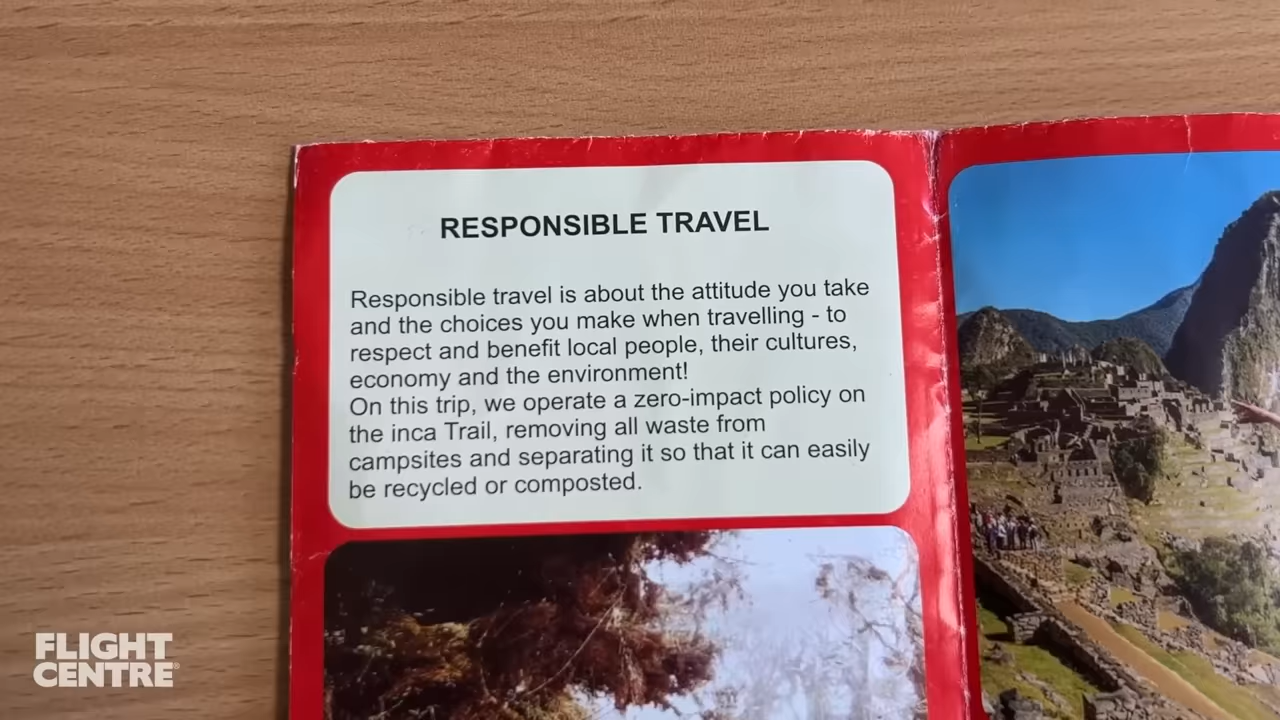 RESPONSIBLE TRAVEL
Responsible travel is about the attitude you take
and the choices you make when travelling - to
respect and benefit local people, their cultures,
economy and the environment!
On this trip, we operate a zero-impact policy on
the inca Trail, removing all waste from
campsites and separating it so that it can easily
be recycled or composted.
FLIGHT
CENTRE®